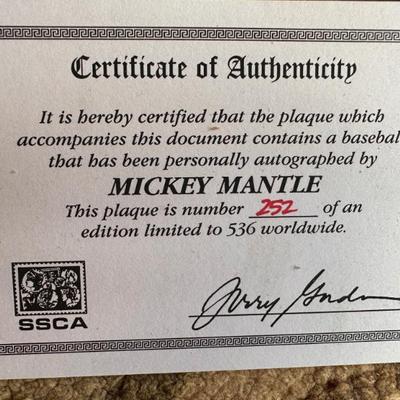 Certificate of Authenticity
It is hereby certified that the plaque which
accompanies this document contains a baseball
that has been personally autographed by
MICKEY MANTLE
This plaque is number 252 of an
edition limited to 536 worldwide.
SSCA